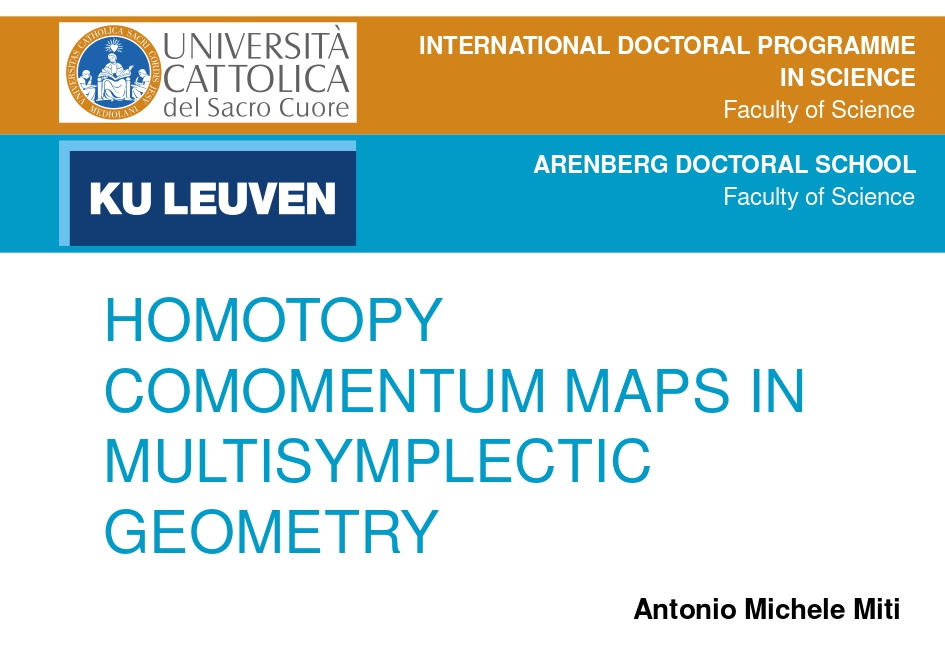 UNIVERSITÀ
CATTOLICA
del Sacro Cuore
INTERNATIONAL DOCTORAL PROGRAMME
IN SCIENCE
Faculty of Science
KU LEUVEN
ARENBERG DOCTORAL SCHOOL
Faculty of Science
HOMOTOPY
COMOMENTUM MAPS IN
MULTISYMPLECTIC
GEOMETRY
Antonio Michele Miti